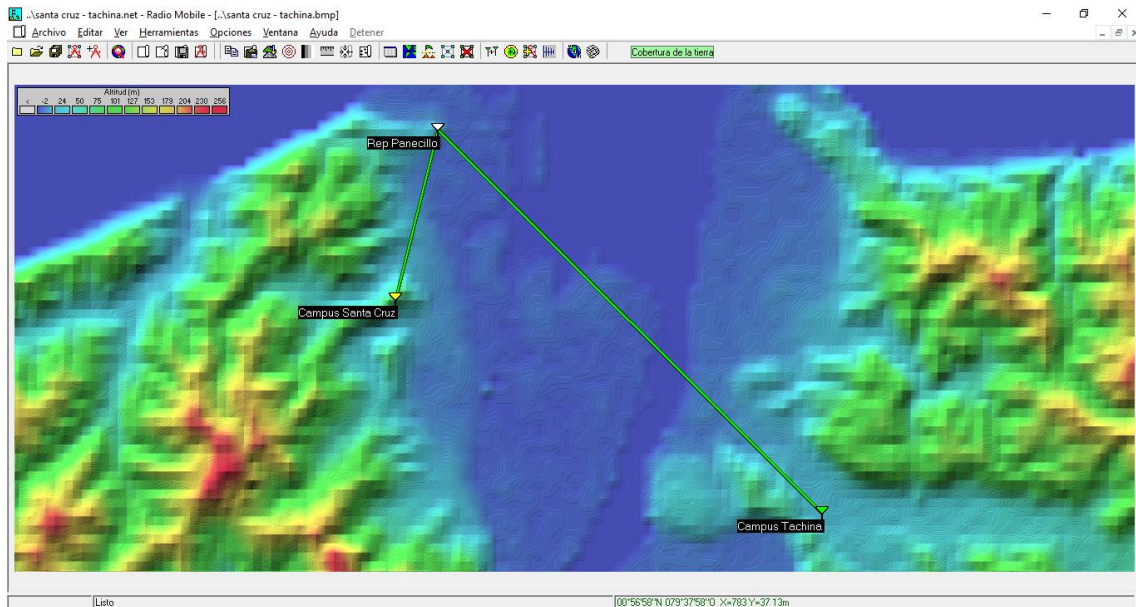 ..\santa cruz - tachina.net - Radio Mobile - [..\santa cruz - tachina.bmp]
Archivo Editar Ver Herramientas Opciones Ventana Ayuda Detener
Cobertura de la tierra
Altitud (m)
< -2 24 50 75 101 127 153 179 204 230 256
Rep Panecillo
Campus Santa Cruz
Campus Tachina
Listo
00°56'58''N 079°37'58''O X=783 Y=37 13m